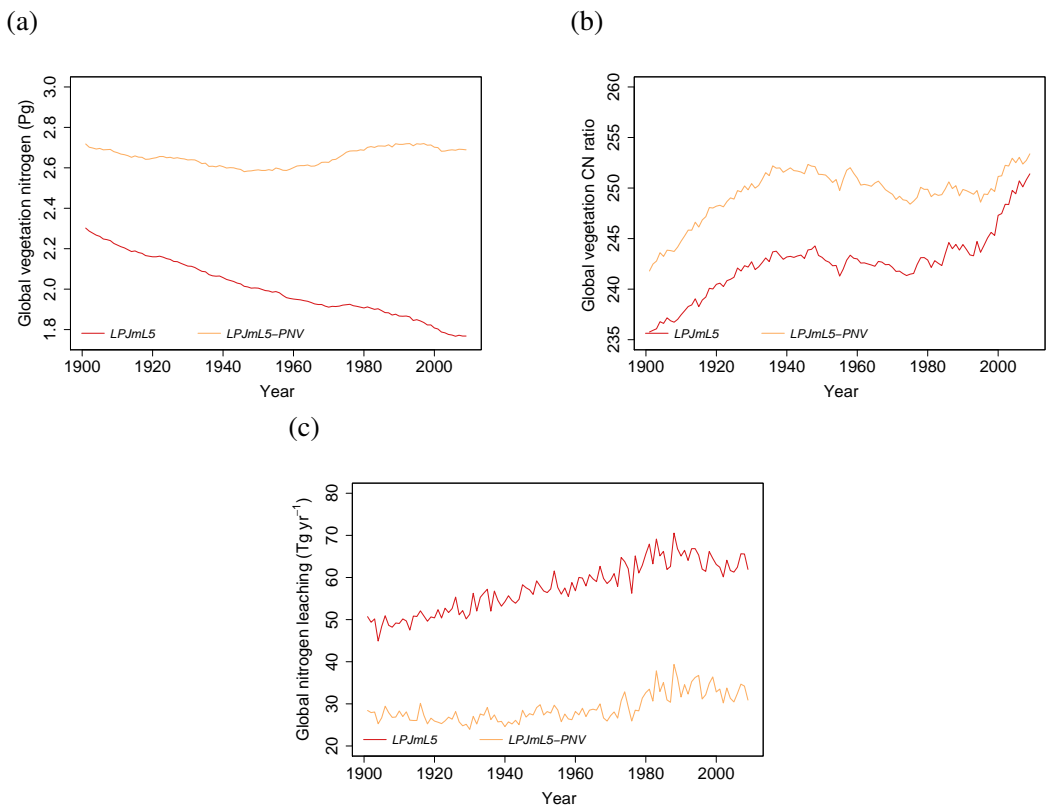 (a)
Global vegetation nitrogen (Pg)
3.0
2.8
2.6
2.4
2.2
2.0
1.8
LPJmL5 LPJmL5−PNV
1900 1920 1940 1960 1980 2000
Year
(b)
Global vegetation CN ratio
260
255
250
245
240
235
LPJmL5 LPJmL5−PNV
1900 1920 1940 1960 1980 2000
Year
(c)
Global nitrogen leaching (Tg yr⁻¹)
80
70
60
50
40
30
20
LPJmL5 LPJmL5−PNV
1900 1920 1940 1960 1980 2000
Year